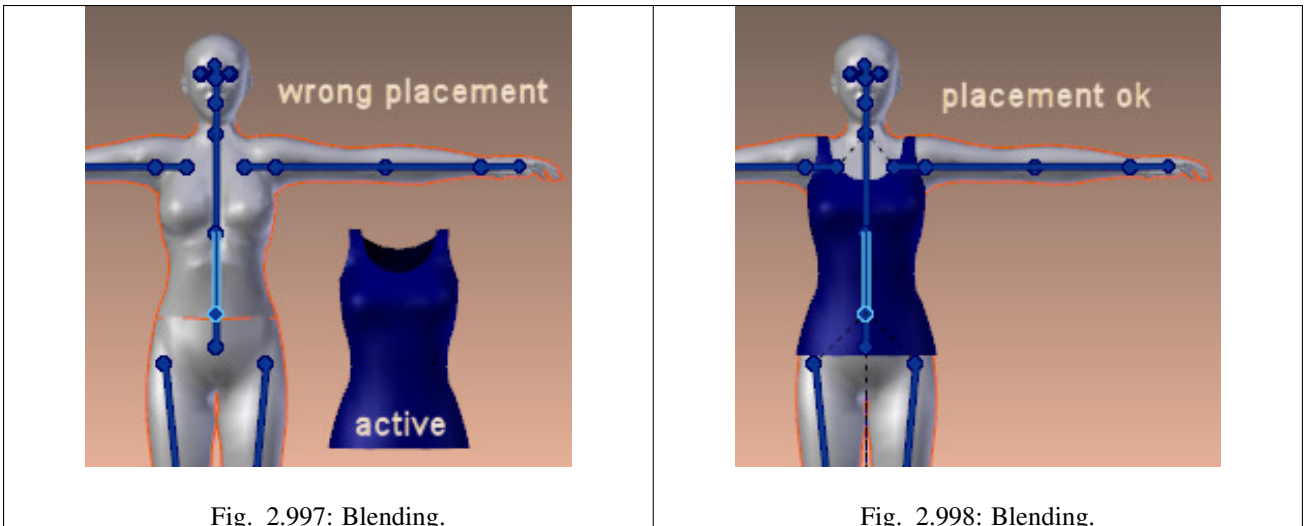 wrong placement
active
Fig. 2.997: Blending.
placement ok
Fig. 2.998: Blending.